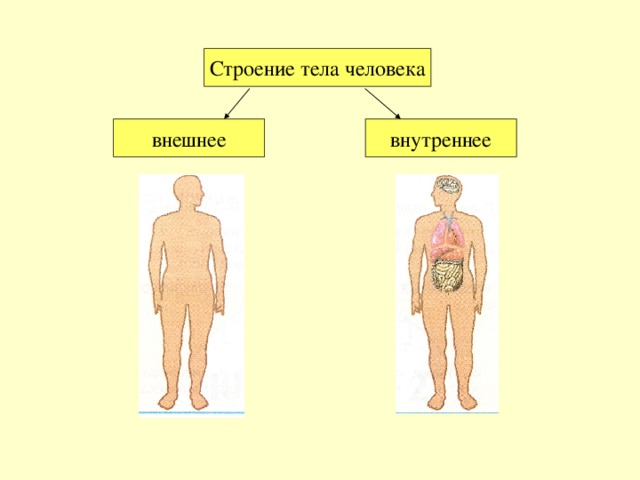 Строение тела человека
внешнее
внутреннее